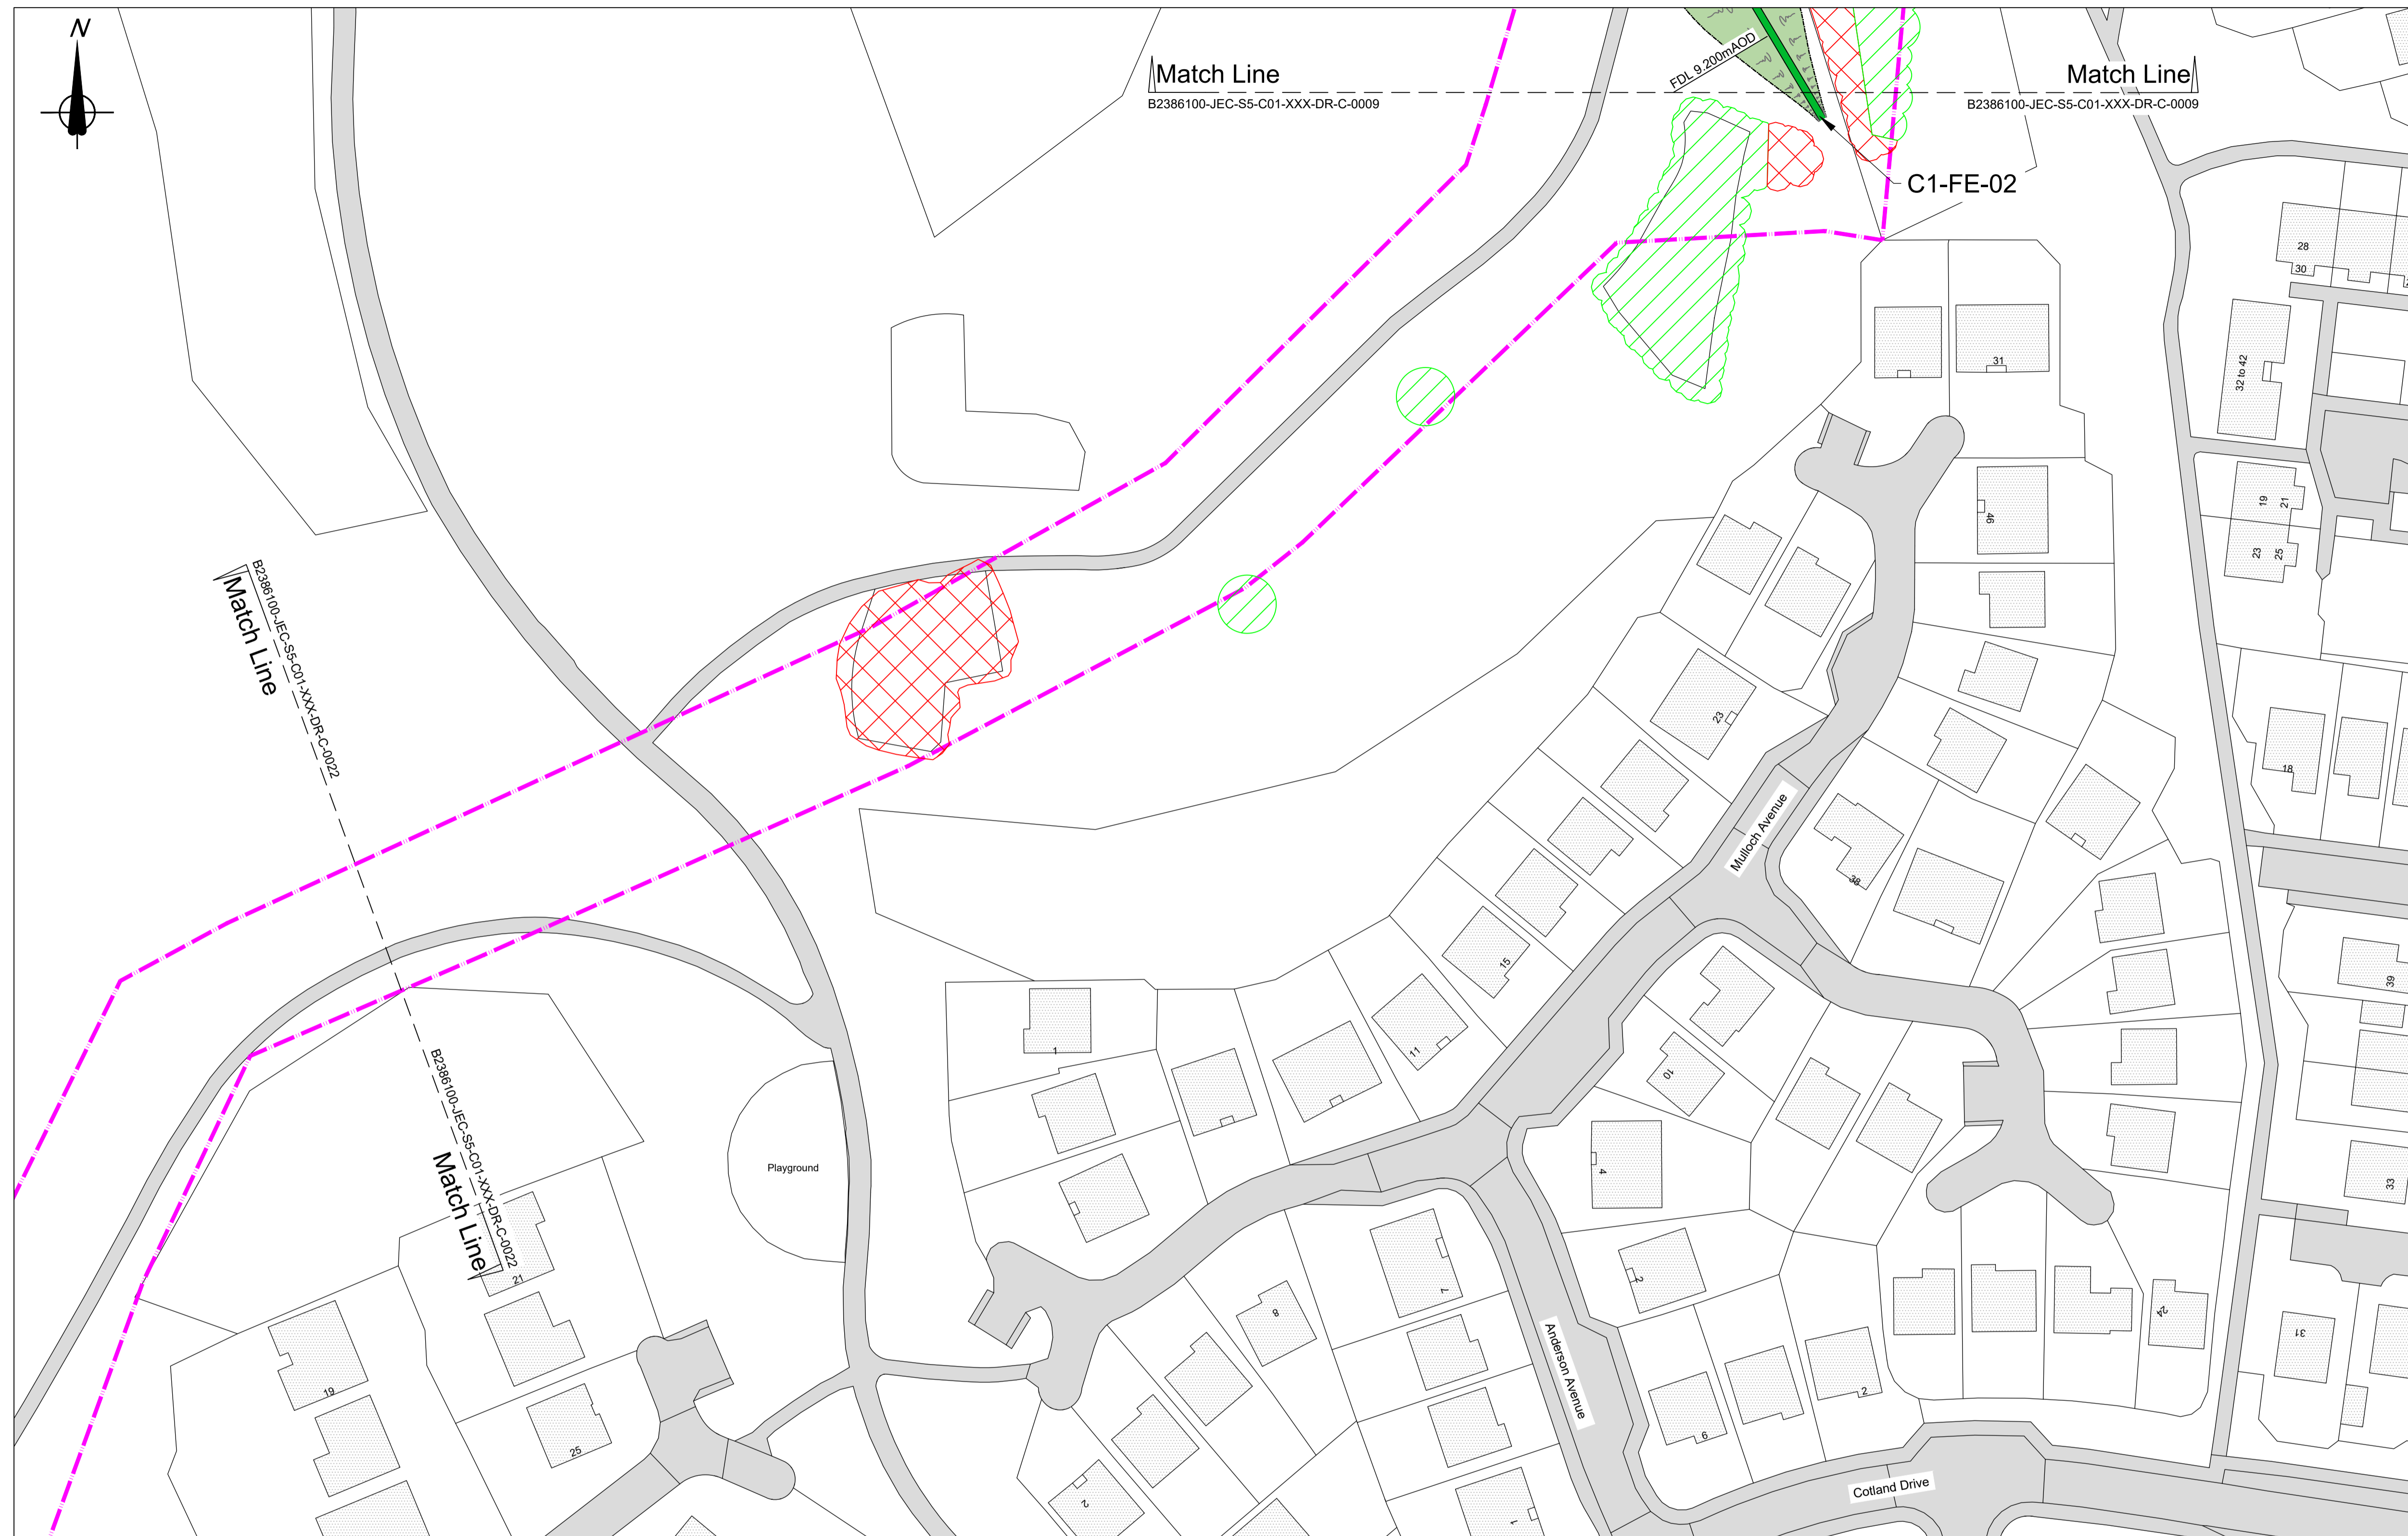 N
Match Line
B2386100-JEC-S5-C01-XXX-DR-C-0009
FDL 9.200mAOD
Match Line
B2386100-JEC-S5-C01-XXX-DR-C-0009
C1-FE-02
28
30
31
32 to 42
46
19
21
23
25
B2386100-JEC-S5-C01-XXX-DR-C-0022
Match Line
23
18
Mulloch Avenue
38
15
39
11
1
10
Playground
4
33
B2386100-JEC-S5-C01-XXX-DR-C-0022
Match Line
21
2
7
8
24
31
19
Anderson Avenue
2
25
6
Cotland Drive
2
1